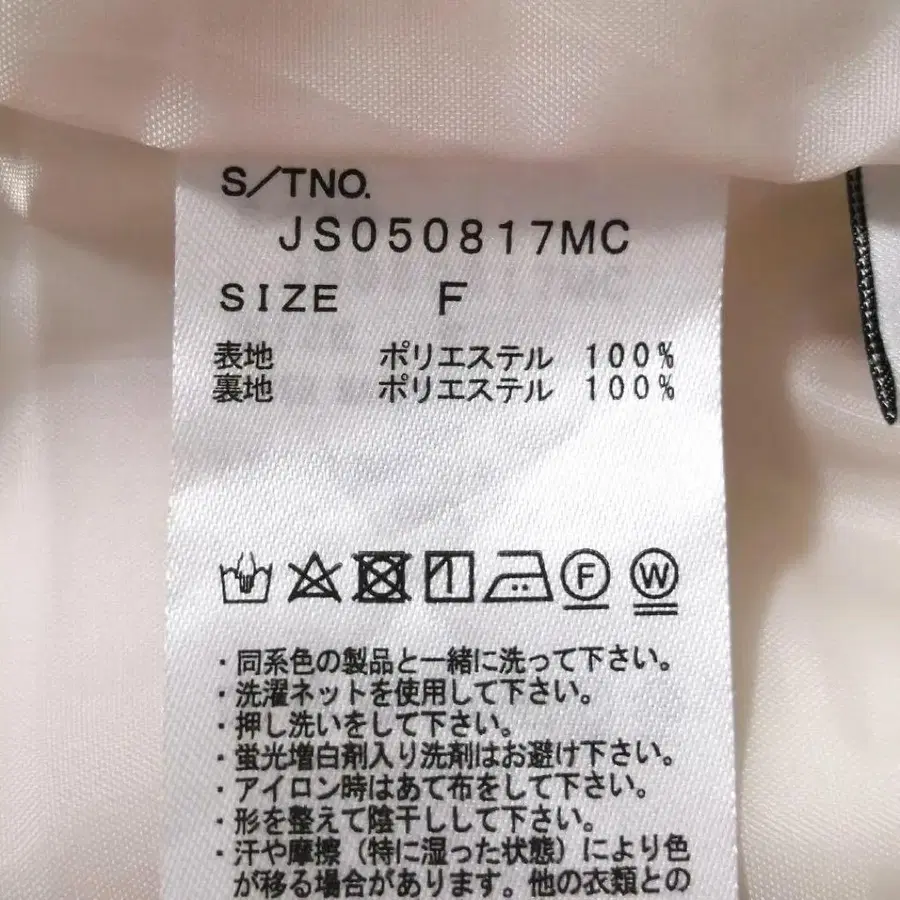 S/TNO.
JS050817MC
SIZE F
表地 ポリエステル 100%
裏地 ポリエステル 100%
F W
・同系色の製品と一緒に洗って下さい。
・洗濯ネットを使用して下さい。
・押し洗いをして下さい。
・蛍光増白剤入り洗剤はお避け下さい。
・アイロン時はあて布をして下さい。
・形を整えて陰干しして下さい。
・汗や摩擦（特に湿った状態）により色
が移る場合があります。他の衣類との